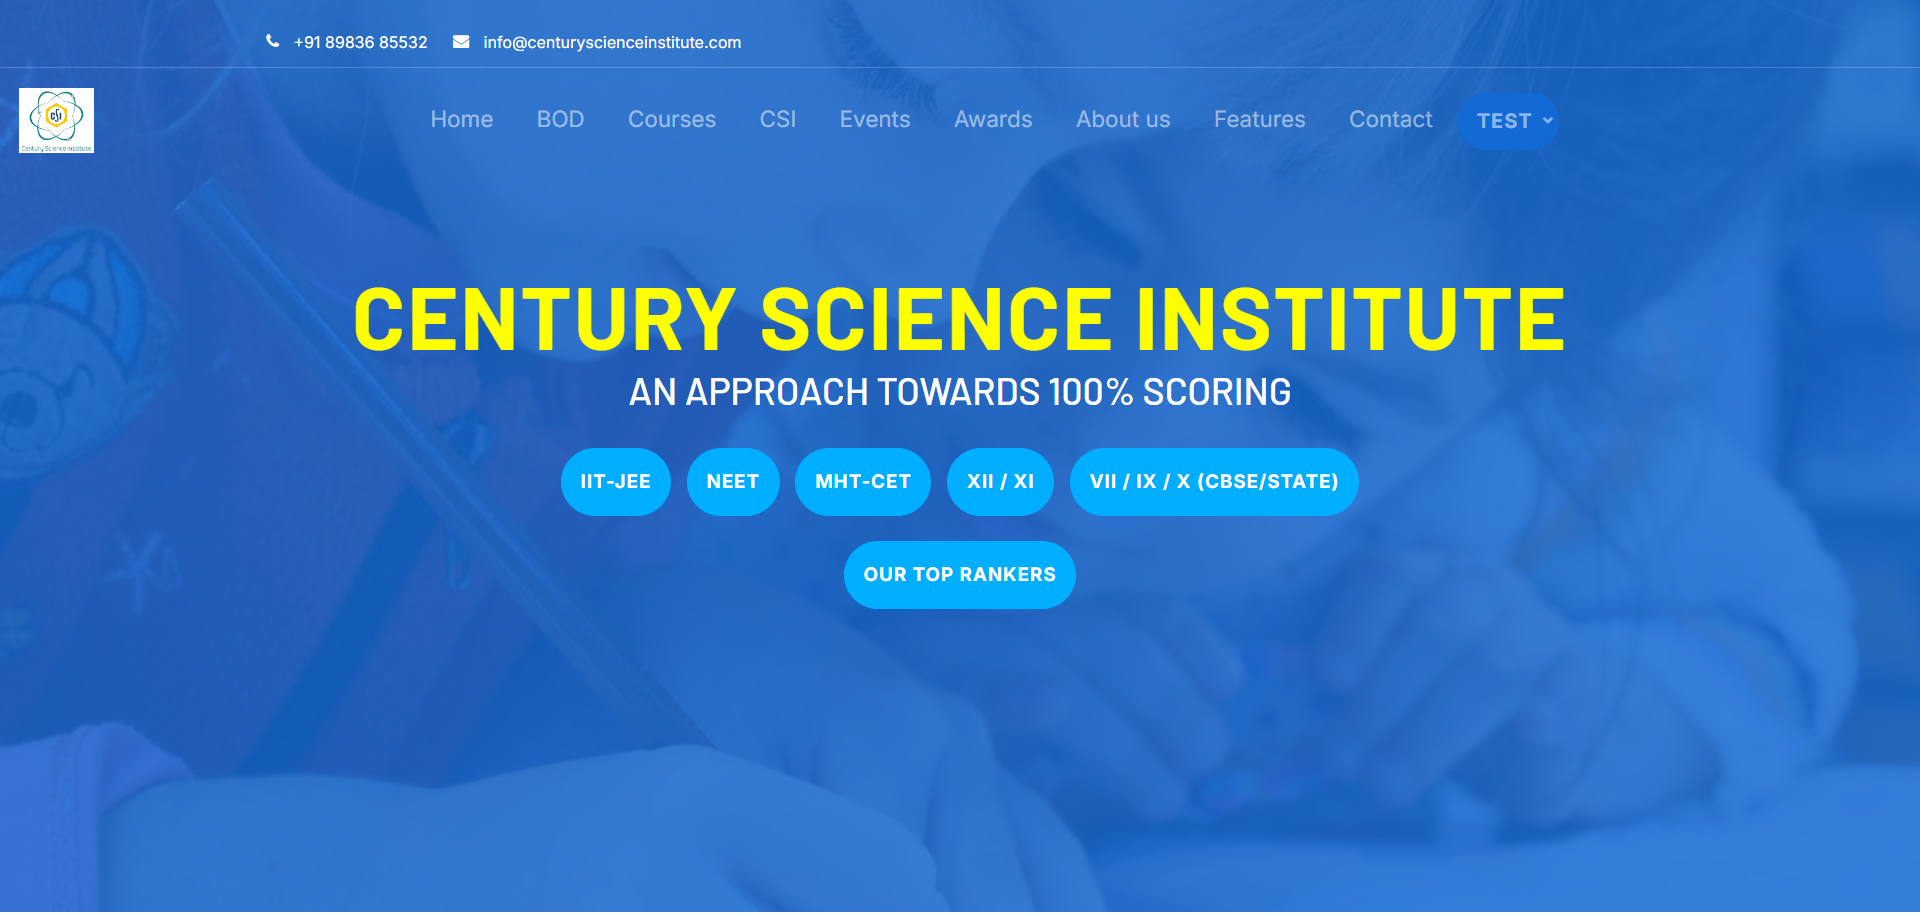 +91 89836 85532 info@centuryscienceinstitute.com
CSI
Century Science Institute
Home BOD Courses CSI Events Awards About us Features Contact TEST
CENTURY SCIENCE INSTITUTE
AN APPROACH TOWARDS 100% SCORING
IIT-JEE NEET MHT-CET XII / XI VII / IX / X (CBSE/STATE)
OUR TOP RANKERS